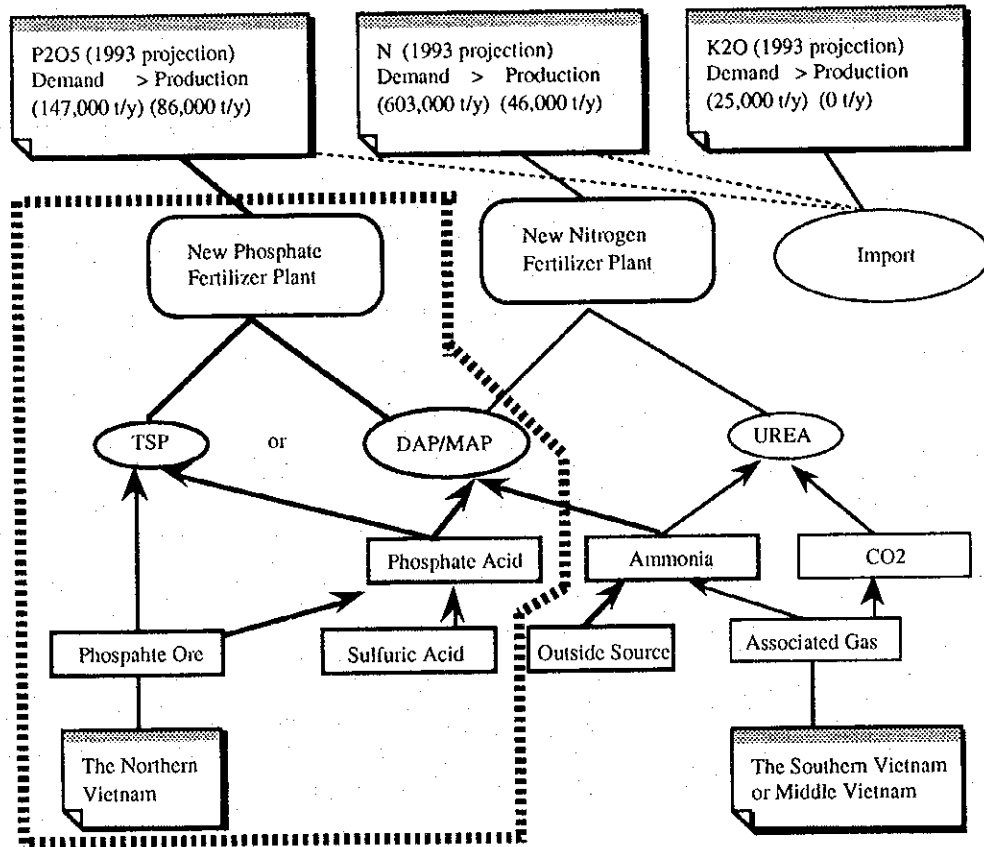 P2O5 (1993 projection)
Demand > Production
(147,000 t/y) (86,000 t/y)
N (1993 projection)
Demand > Production
(603,000 t/y) (46,000 t/y)
K2O (1993 projection)
Demand > Production
(25,000 t/y) (0 t/y)
New Phosphate
Fertilizer Plant
New Nitrogen
Fertilizer Plant
Import
TSP
or
DAP/MAP
UREA
Phosphate Acid
Ammonia
CO2
Phospahte Ore
Sulfuric Acid
Outside Source
Associated Gas
The Northern
Vietnam
The Southern Vietnam
or Middle Vietnam